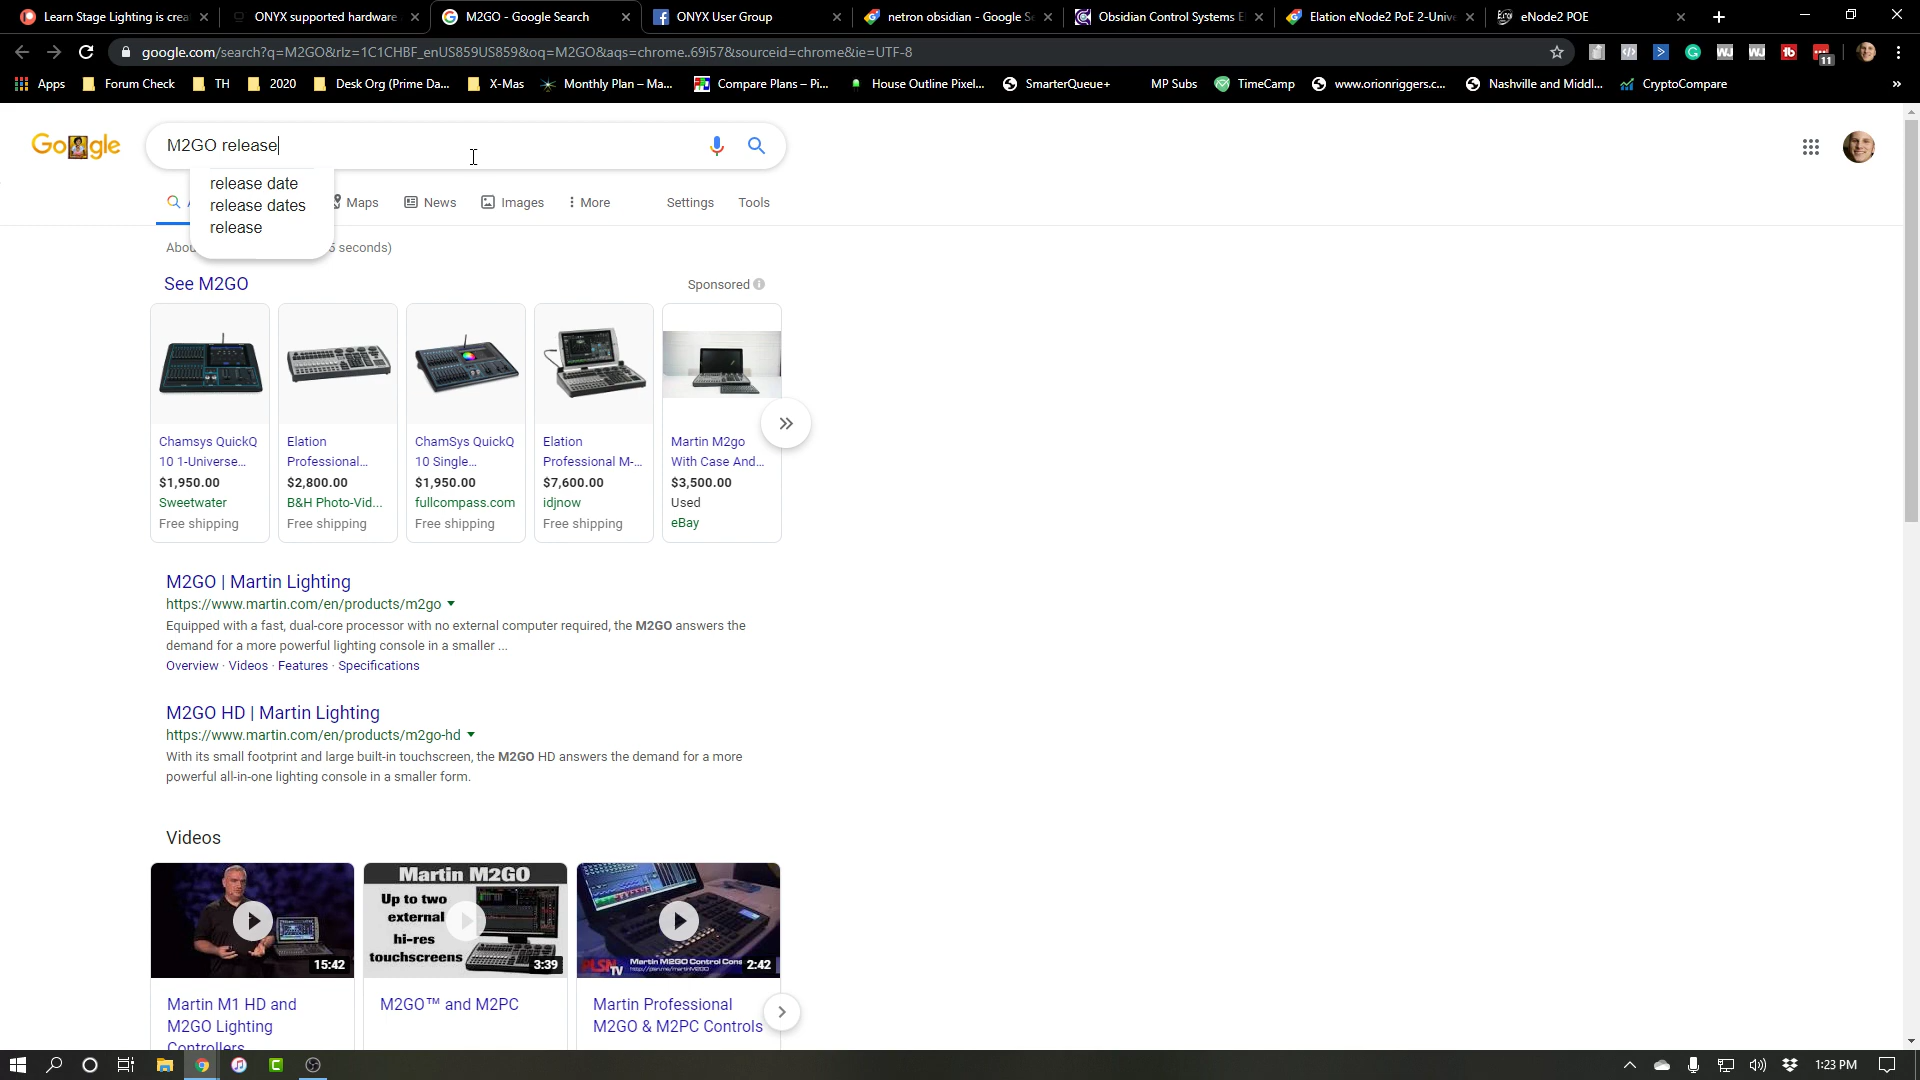 Learn Stage Lighting is crea
ONYX supported hardware
M2GO - Google Search
ONYX User Group
netron obsidian - Google Se
Obsidian Control Systems E
Elation eNode2 PoE 2-Unive
eNode2 POE
google.com/search?q=M2GO&rlz=1C1CHBF_enUS859US859&oq=M2GO&aqs=chrome..69i57&sourceid=chrome&ie=UTF-8
11
Apps
Forum Check
TH
2020
Desk Org (Prime Da...
X-Mas
Monthly Plan – Ma...
Compare Plans – Pi...
House Outline Pixel...
SmarterQueue+
MP Subs
TimeCamp
www.orionriggers.c...
Nashville and Middl...
CryptoCompare
Google
M2GO release
release date
release dates
release
Maps
News
Images
More
Settings
Tools
Abou
5 seconds)
See M2GO
Sponsored
Chamsys QuickQ
10 1-Universe...
$1,950.00
Sweetwater
Free shipping
Elation
Professional...
$2,800.00
B&H Photo-Vid...
Free shipping
ChamSys QuickQ
10 Single...
$1,950.00
fullcompass.com
Free shipping
Elation
Professional M-...
$7,600.00
idjnow
Free shipping
Martin M2go
With Case And...
$3,500.00
Used
eBay
M2GO | Martin Lighting
https://www.martin.com/en/products/m2go
Equipped with a fast, dual-core processor with no external computer required, the M2GO answers the
demand for a more powerful lighting console in a smaller ...
Overview · Videos · Features · Specifications
M2GO HD | Martin Lighting
https://www.martin.com/en/products/m2go-hd
With its small footprint and large built-in touchscreen, the M2GO HD answers the demand for a more
powerful all-in-one lighting console in a smaller form.
Videos
15:42
Martin M2GO
Up to two
external
hi-res
touchscreens
3:39
PLSN TV
Martin M2GO Control Cons
http://plsn.me/martinM2GO
2:42
Martin M1 HD and
M2GO Lighting
Controllers
M2GO™ and M2PC
Martin Professional
M2GO & M2PC Controls
1:23 PM